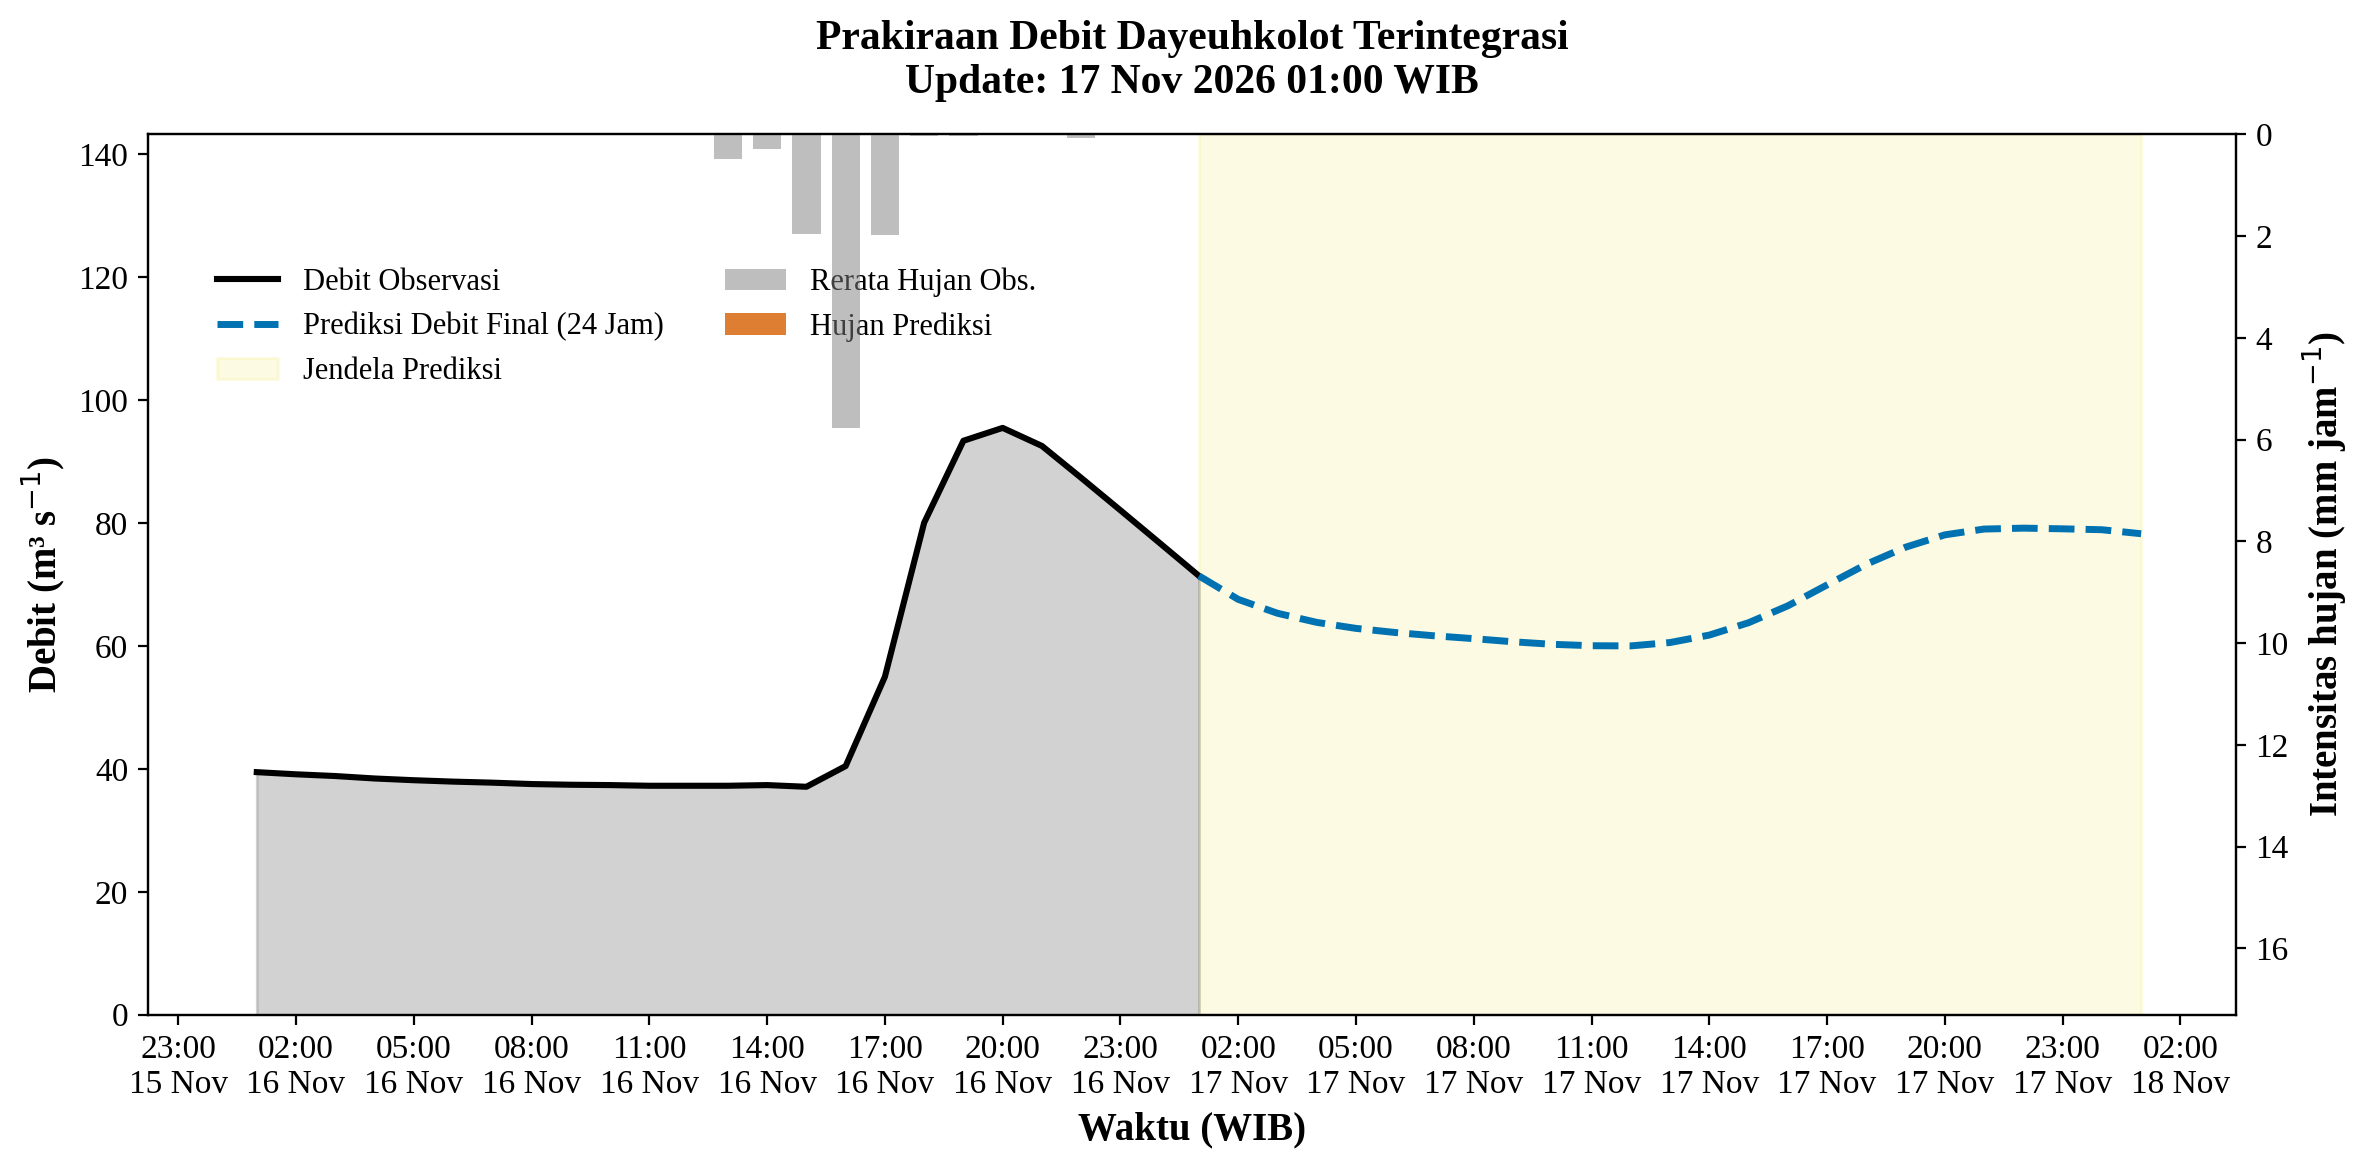 Prakiraan Debit Dayeuhkolot Terintegrasi
Update: 17 Nov 2026 01:00 WIB
Debit (m³ s⁻¹)
140
120
100
80
60
40
20
0
Debit Observasi
Prediksi Debit Final (24 Jam)
Jendela Prediksi
Rerata Hujan Obs.
Hujan Prediksi
0
2
4
6
8
10
12
14
16
Intensitas hujan (mm jam⁻¹)
23:00 02:00 05:00 08:00 11:00 14:00 17:00 20:00 23:00 02:00 05:00 08:00 11:00 14:00 17:00 20:00 23:00 02:00
15 Nov 16 Nov 16 Nov 16 Nov 16 Nov 16 Nov 16 Nov 16 Nov 16 Nov 17 Nov 17 Nov 17 Nov 17 Nov 17 Nov 17 Nov 17 Nov 17 Nov 18 Nov
Waktu (WIB)